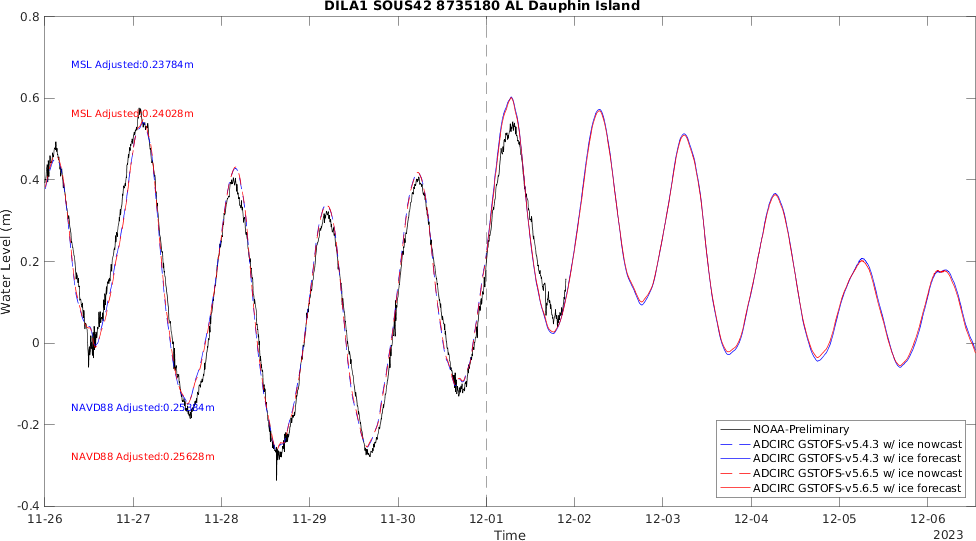 DILA1 SOUS42 8735180 AL Dauphin Island
0.8
0.6
0.4
0.2
0
-0.2
-0.4
Water Level (m)
MSL Adjusted:0.23784m
MSL Adjusted:0.24028m
NAVD88 Adjusted:0.25384m
NAVD88 Adjusted:0.25628m
NOAA-Preliminary
ADCIRC GSTOFS-v5.4.3 w/ ice nowcast
ADCIRC GSTOFS-v5.4.3 w/ ice forecast
ADCIRC GSTOFS-v5.6.5 w/ ice nowcast
ADCIRC GSTOFS-v5.6.5 w/ ice forecast
11-26 11-27 11-28 11-29 11-30 12-01 12-02 12-03 12-04 12-05 12-06
Time
2023